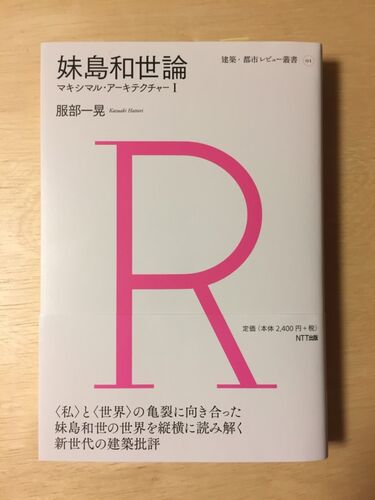 妹島和世論
マキシマル・アーキテクチャーI
服部一晃 Kazuaki Hattori
建築・都市レビュー叢書 04
R
定価(本体2,400円+税)
NTT出版
〈私〉と〈世界〉の亀裂に向き合った
妹島和世の世界を縦横に読み解く
新世代の建築批評